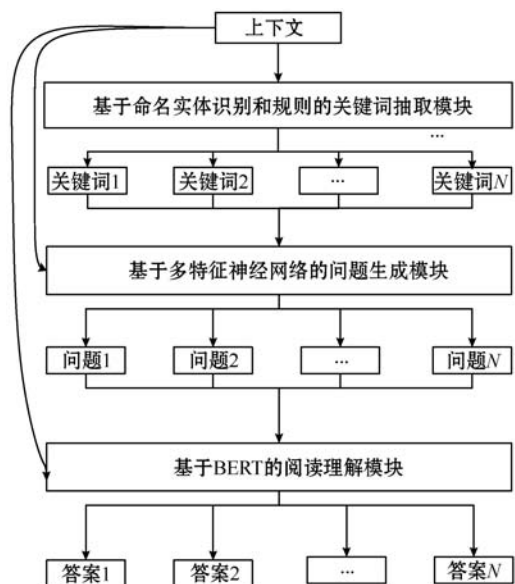 上下文
基于命名实体识别和规则的关键词抽取模块
...
关键词1 关键词2 ... 关键词N
基于多特征神经网络的问题生成模块
问题1 问题2 ... 问题N
基于BERT的阅读理解模块
答案1 答案2 ... 答案N